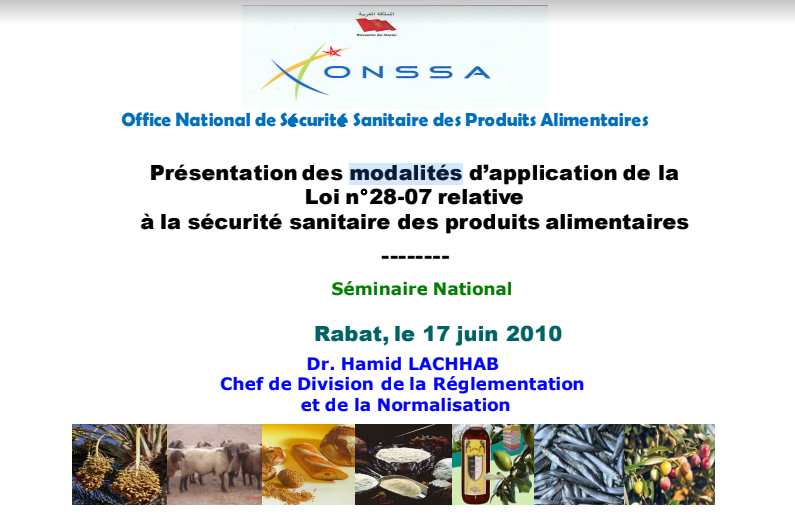 المملكة المغربية
Royaume du Maroc
ONSSA
Office National de Sécurité Sanitaire des Produits Alimentaires
Présentation des modalités d’application de la
Loi n°28-07 relative
à la sécurité sanitaire des produits alimentaires
--------
Séminaire National
Rabat, le 17 juin 2010
Dr. Hamid LACHHAB
Chef de Division de la Réglementation
et de la Normalisation